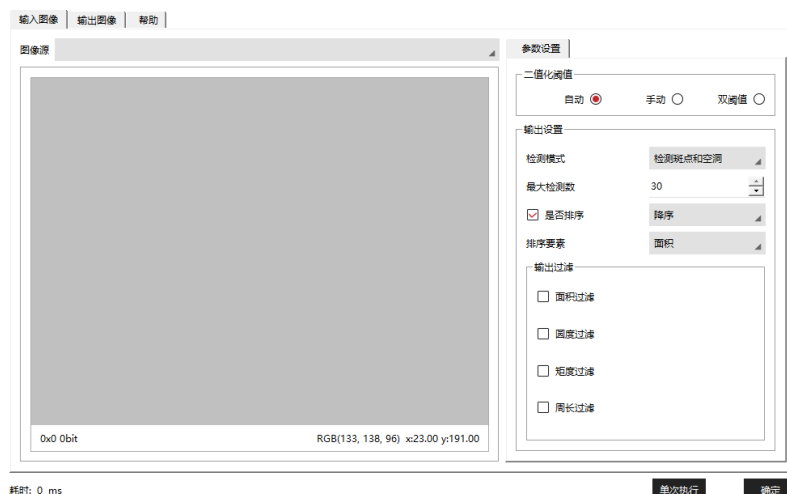 输入图像 输出图像 帮助
图像源
参数设置
二值化阈值
自动 手动 双阈值
输出设置
检测模式 检测斑点和空洞
最大检测数 30
是否排序 降序
排序要素 面积
输出过滤
面积过滤
圆度过滤
矩度过滤
周长过滤
0x0 0bit RGB(133, 138, 96) x:23.00 y:191.00
耗时: 0 ms 单次执行 确定